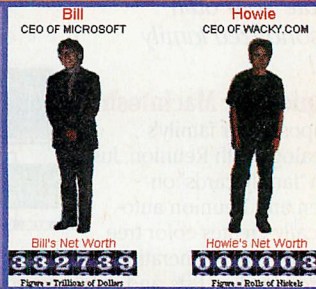 Bill
CEO OF MICROSOFT
Howie
CEO OF WACKY.COM
Bill's Net Worth
332739
Figure = Trillions of Dollars
Howie's Net Worth
000003
Figure = Rolls of Nickels